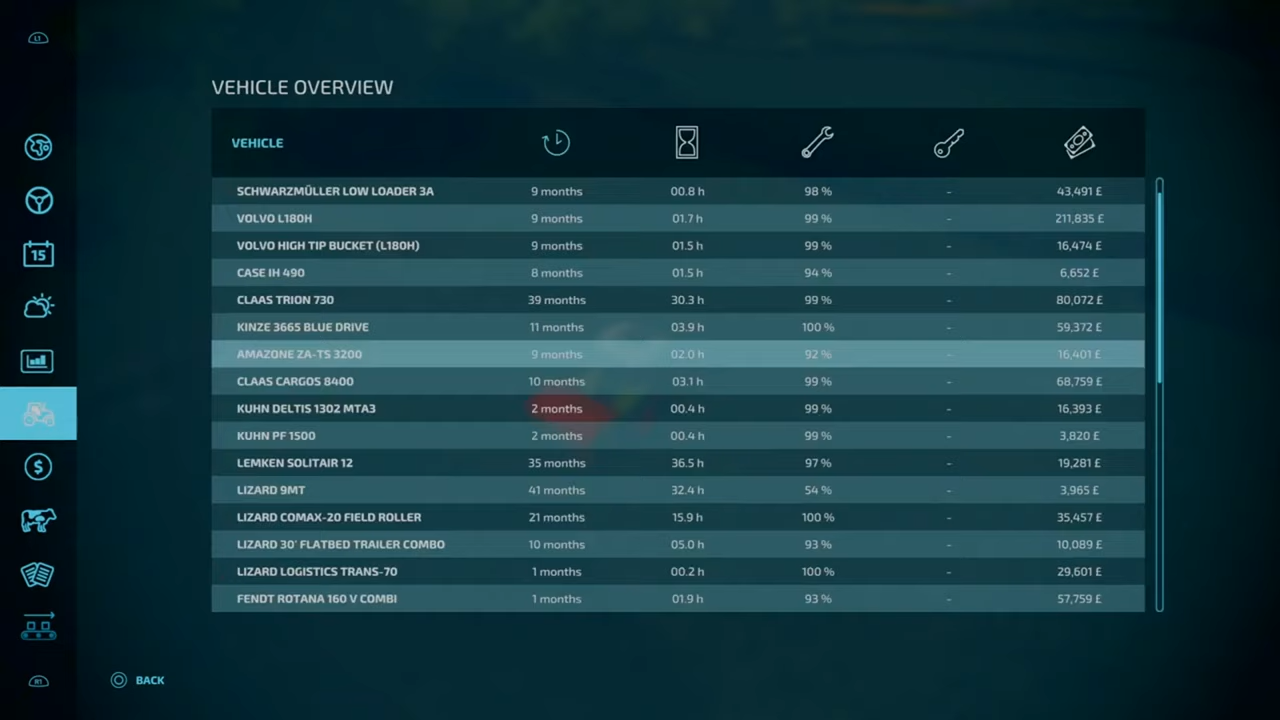 L1
VEHICLE OVERVIEW
VEHICLE
SCHWARZMÜLLER LOW LOADER 3A 9 months 00.8 h 98 % - 43,491 £
VOLVO L180H 9 months 01.7 h 99 % - 211,835 £
VOLVO HIGH TIP BUCKET (L180H) 9 months 01.5 h 99 % - 16,474 £
CASE IH 490 8 months 01.5 h 94 % - 6,652 £
CLAAS TRION 730 39 months 30.3 h 99 % - 80,072 £
KINZE 3665 BLUE DRIVE 11 months 03.9 h 100 % - 59,372 £
AMAZONE ZA-TS 3200 9 months 02.0 h 92 % - 16,401 £
CLAAS CARGOS 8400 10 months 03.1 h 99 % - 68,759 £
KUHN DELTIS 1302 MTA3 2 months 00.4 h 99 % - 16,393 £
KUHN PF 1500 2 months 00.4 h 99 % - 3,820 £
LEMKEN SOLITAIR 12 35 months 36.5 h 97 % - 19,281 £
LIZARD 9MT 41 months 32.4 h 54 % - 3,965 £
LIZARD COMAX-20 FIELD ROLLER 21 months 15.9 h 100 % - 35,457 £
LIZARD 30' FLATBED TRAILER COMBO 10 months 05.0 h 93 % - 10,089 £
LIZARD LOGISTICS TRANS-70 1 months 00.2 h 100 % - 29,601 £
FENDT ROTANA 160 V COMBI 1 months 01.9 h 93 % - 57,759 £
15
$
R1
BACK